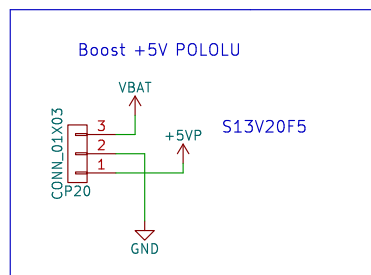 Boost +5V POLOLU
VBAT
CONN_01X03
3
+5VP
S13V20F5
2
1
P20
GND